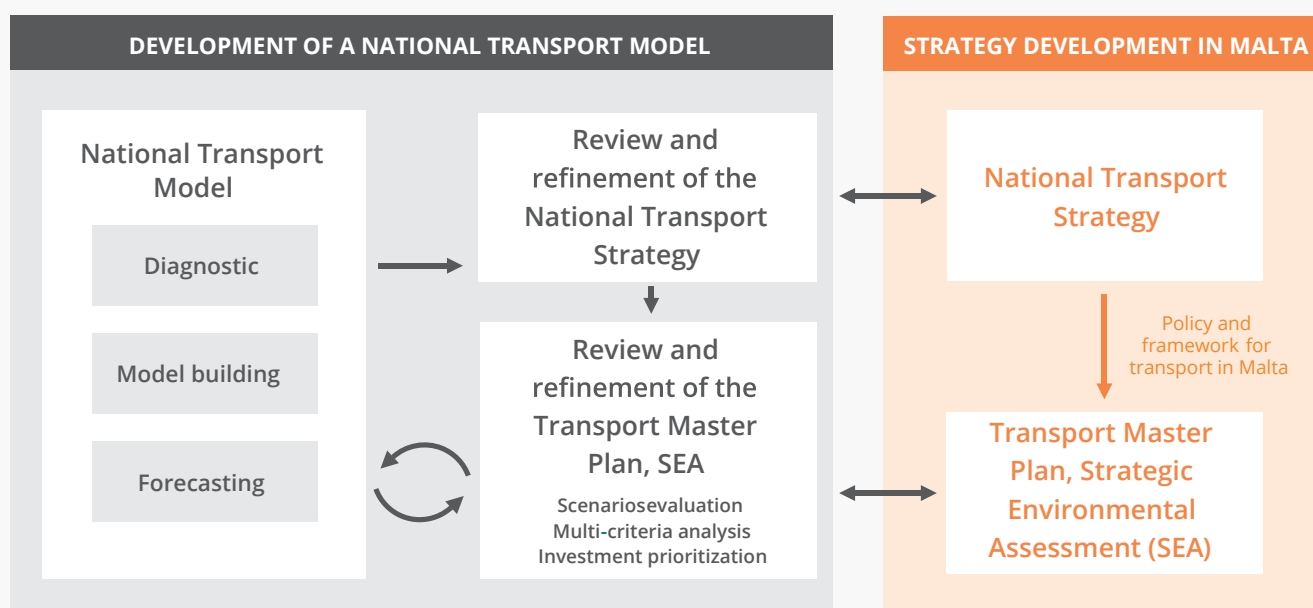 DEVELOPMENT OF A NATIONAL TRANSPORT MODEL
National Transport
Model
Diagnostic
Model building
Forecasting
Review and
refinement of the
National Transport
Strategy
Review and
refinement of the
Transport Master
Plan, SEA
Scenariosevaluation
Multi-criteria analysis
Investment prioritization
STRATEGY DEVELOPMENT IN MALTA
National Transport
Strategy
Policy and
framework for
transport in Malta
Transport Master
Plan, Strategic
Environmental
Assessment (SEA)